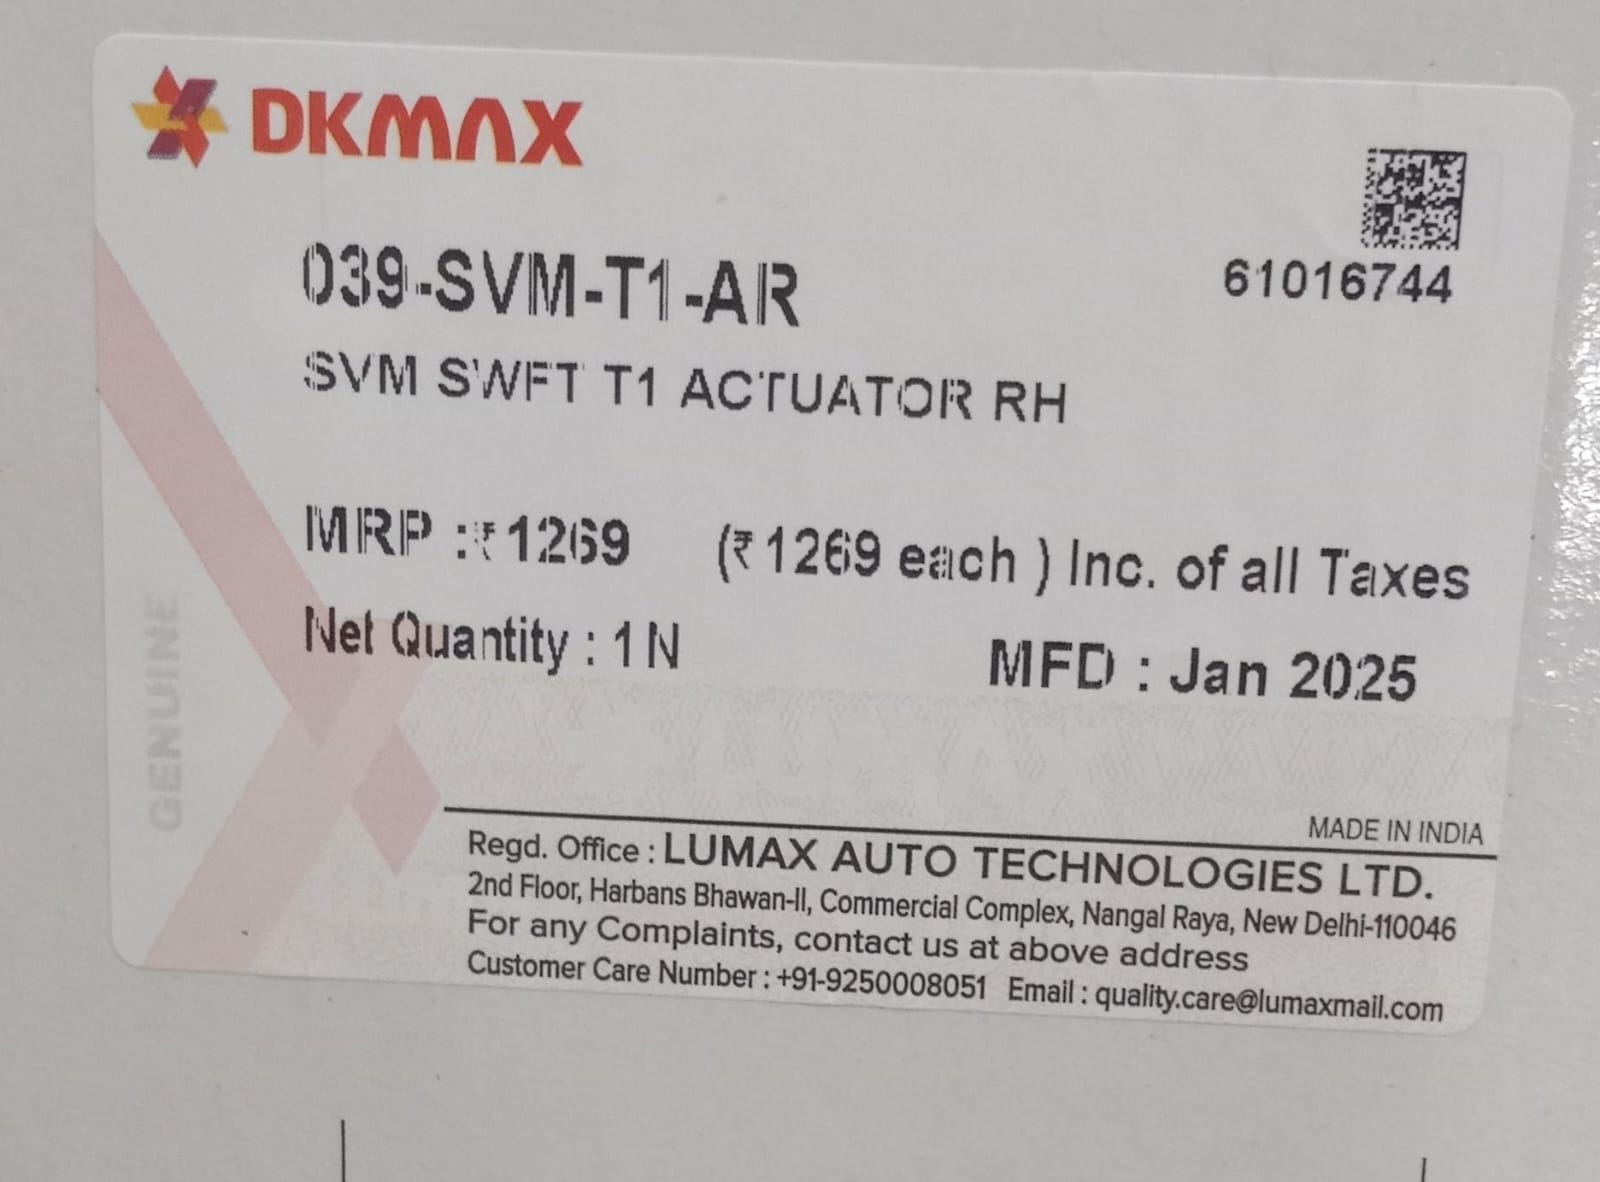 DKMAX
61016744
039-SVM-T1-AR
SVM SWFT T1 ACTUATOR RH
MRP :₹ 1269 (₹ 1269 each ) Inc. of all Taxes
Net Quantity : 1 N MFD : Jan 2025
GENUINE
MADE IN INDIA
Regd. Office : LUMAX AUTO TECHNOLOGIES LTD.
2nd Floor, Harbans Bhawan-II, Commercial Complex, Nangal Raya, New Delhi-110046
For any Complaints, contact us at above address
Customer Care Number : +91-9250008051 Email : quality.care@lumaxmail.com